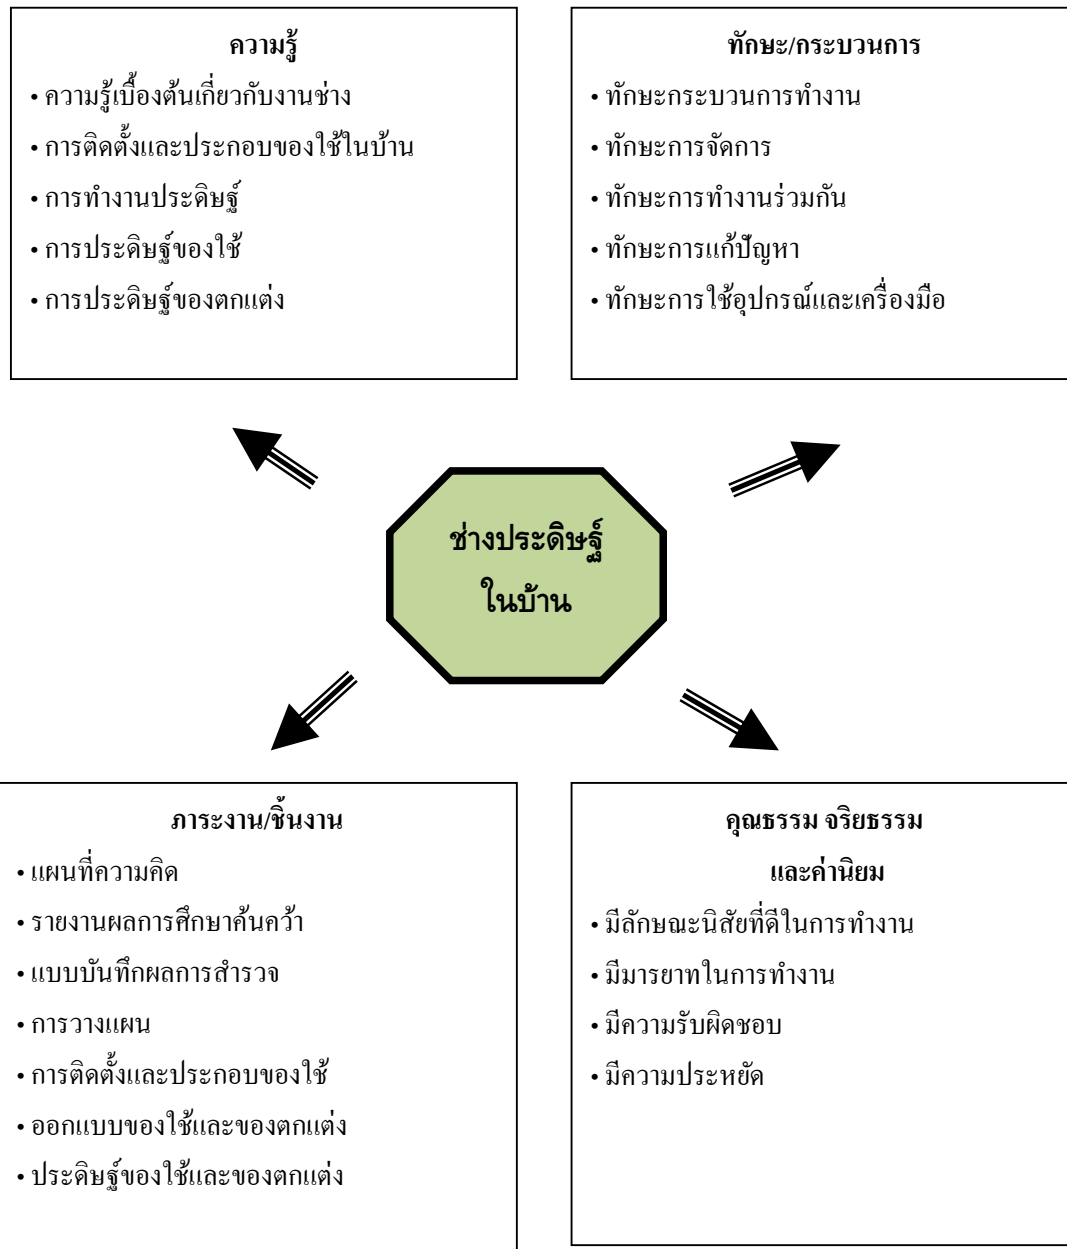 ความรู้
• ความรู้เบื้องต้นเกี่ยวกับงานช่าง
• การติดตั้งและประกอบของใช้ในบ้าน
• การทำงานประดิษฐ์
• การประดิษฐ์ของใช้
• การประดิษฐ์ของตกแต่ง
ทักษะ/กระบวนการ
• ทักษะกระบวนการทำงาน
• ทักษะการจัดการ
• ทักษะการทำงานร่วมกัน
• ทักษะการแก้ปัญหา
• ทักษะการใช้อุปกรณ์และเครื่องมือ
ช่างประดิษฐ์
ในบ้าน
ภาระงาน/ชิ้นงาน
• แผนที่ความคิด
• รายงานผลการศึกษาค้นคว้า
• แบบบันทึกผลการสำรวจ
• การวางแผน
• การติดตั้งและประกอบของใช้
• ออกแบบของใช้และของตกแต่ง
• ประดิษฐ์ของใช้และของตกแต่ง
คุณธรรม จริยธรรม
และค่านิยม
• มีลักษณะนิสัยที่ดีในการทำงาน
• มีมารยาทในการทำงาน
• มีความรับผิดชอบ
• มีความประหยัด